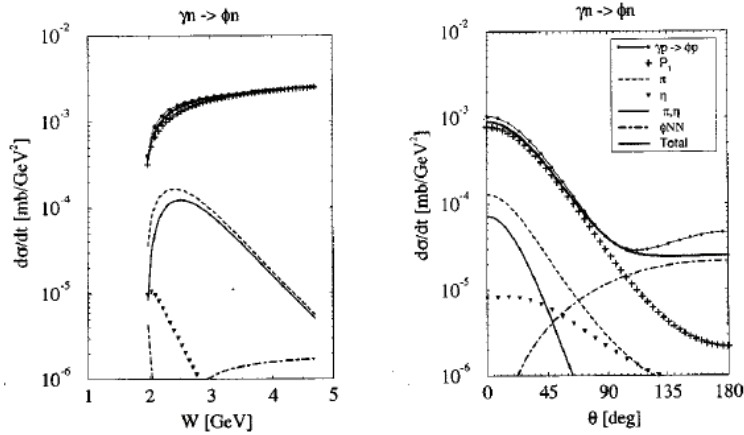 γn -> ϕn
dσ/dt [mb/GeV²]
10⁻²
10⁻³
10⁻⁴
10⁻⁵
10⁻⁶
1 2 3 4 5
W [GeV]
γn -> ϕn
dσ/dt [mb/GeV²]
10⁻²
10⁻³
10⁻⁴
10⁻⁵
10⁻⁶
γp -> ϕp
P₁
π
η
π,η
ϕNN
Total
0 45 90 135 180
θ [deg]